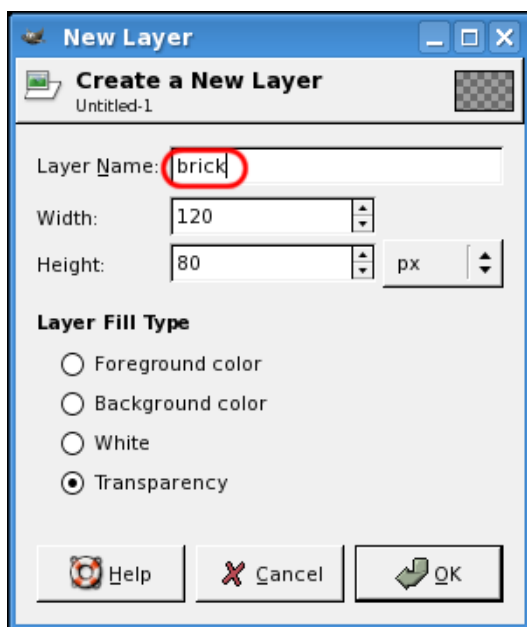 New Layer
Create a New Layer
Untitled-1
Layer Name: brick
Width: 120
Height: 80 px
Layer Fill Type
Foreground color
Background color
White
Transparency
Help Cancel OK